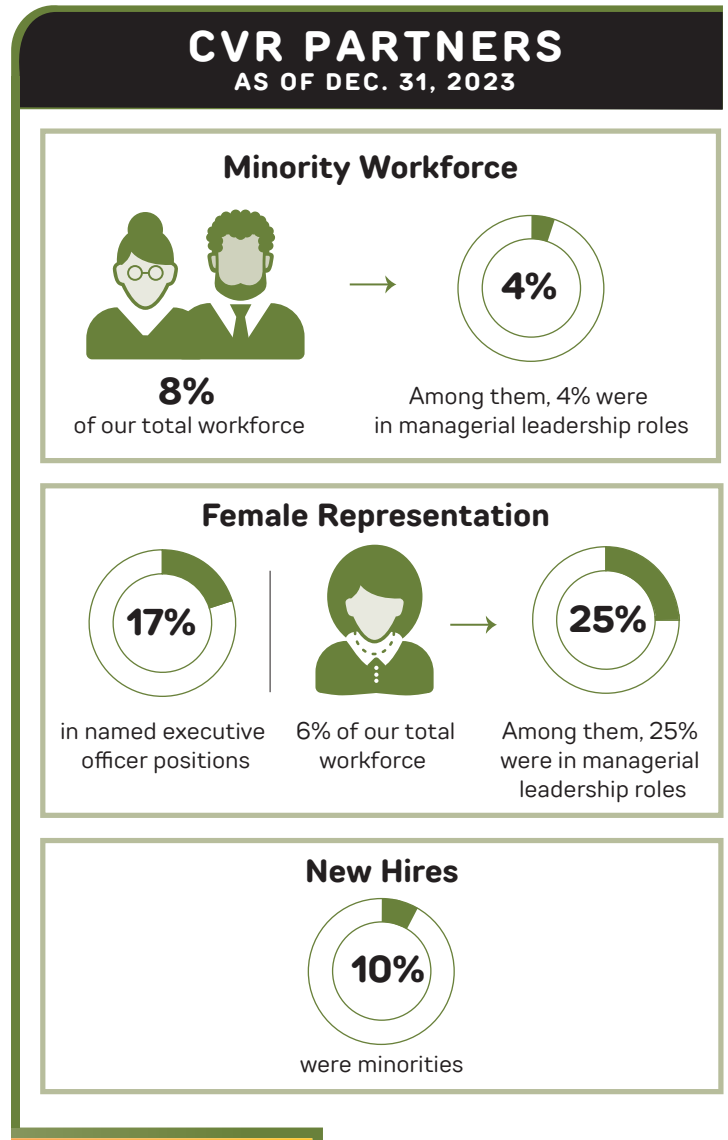 CVR PARTNERS
AS OF DEC. 31, 2023
Minority Workforce
4%
8%
of our total workforce
Among them, 4% were
in managerial leadership roles
Female Representation
17%
25%
in named executive
officer positions
6% of our total
workforce
Among them, 25%
were in managerial
leadership roles
New Hires
10%
were minorities